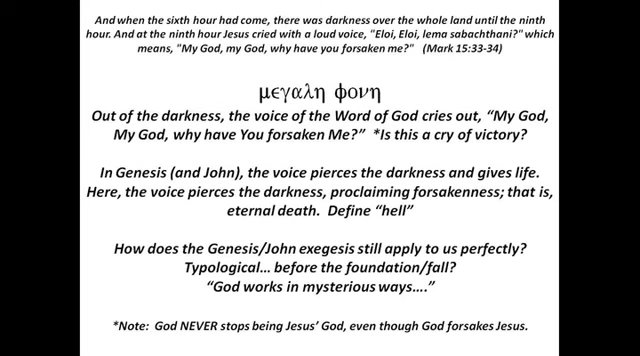 And when the sixth hour had come, there was darkness over the whole land until the ninth
hour. And at the ninth hour Jesus cried with a loud voice, "Eloi, Eloi, lema sabachthani?" which
means, "My God, my God, why have you forsaken me?" (Mark 15:33-34)
μεγαλη φονη
Out of the darkness, the voice of the Word of God cries out, “My God,
My God, why have You forsaken Me?” *Is this a cry of victory?
In Genesis (and John), the voice pierces the darkness and gives life.
Here, the voice pierces the darkness, proclaiming forsakenness; that is,
eternal death. Define “hell”
How does the Genesis/John exegesis still apply to us perfectly?
Typological… before the foundation/fall?
“God works in mysterious ways….”
*Note: God NEVER stops being Jesus’ God, even though God forsakes Jesus.